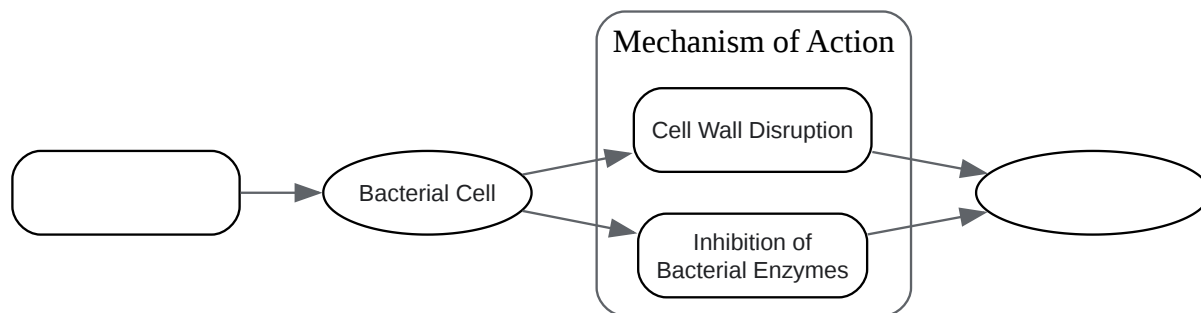 Mechanism of Action
Cell Wall Disruption
Bacterial Cell
Inhibition of
Bacterial Enzymes